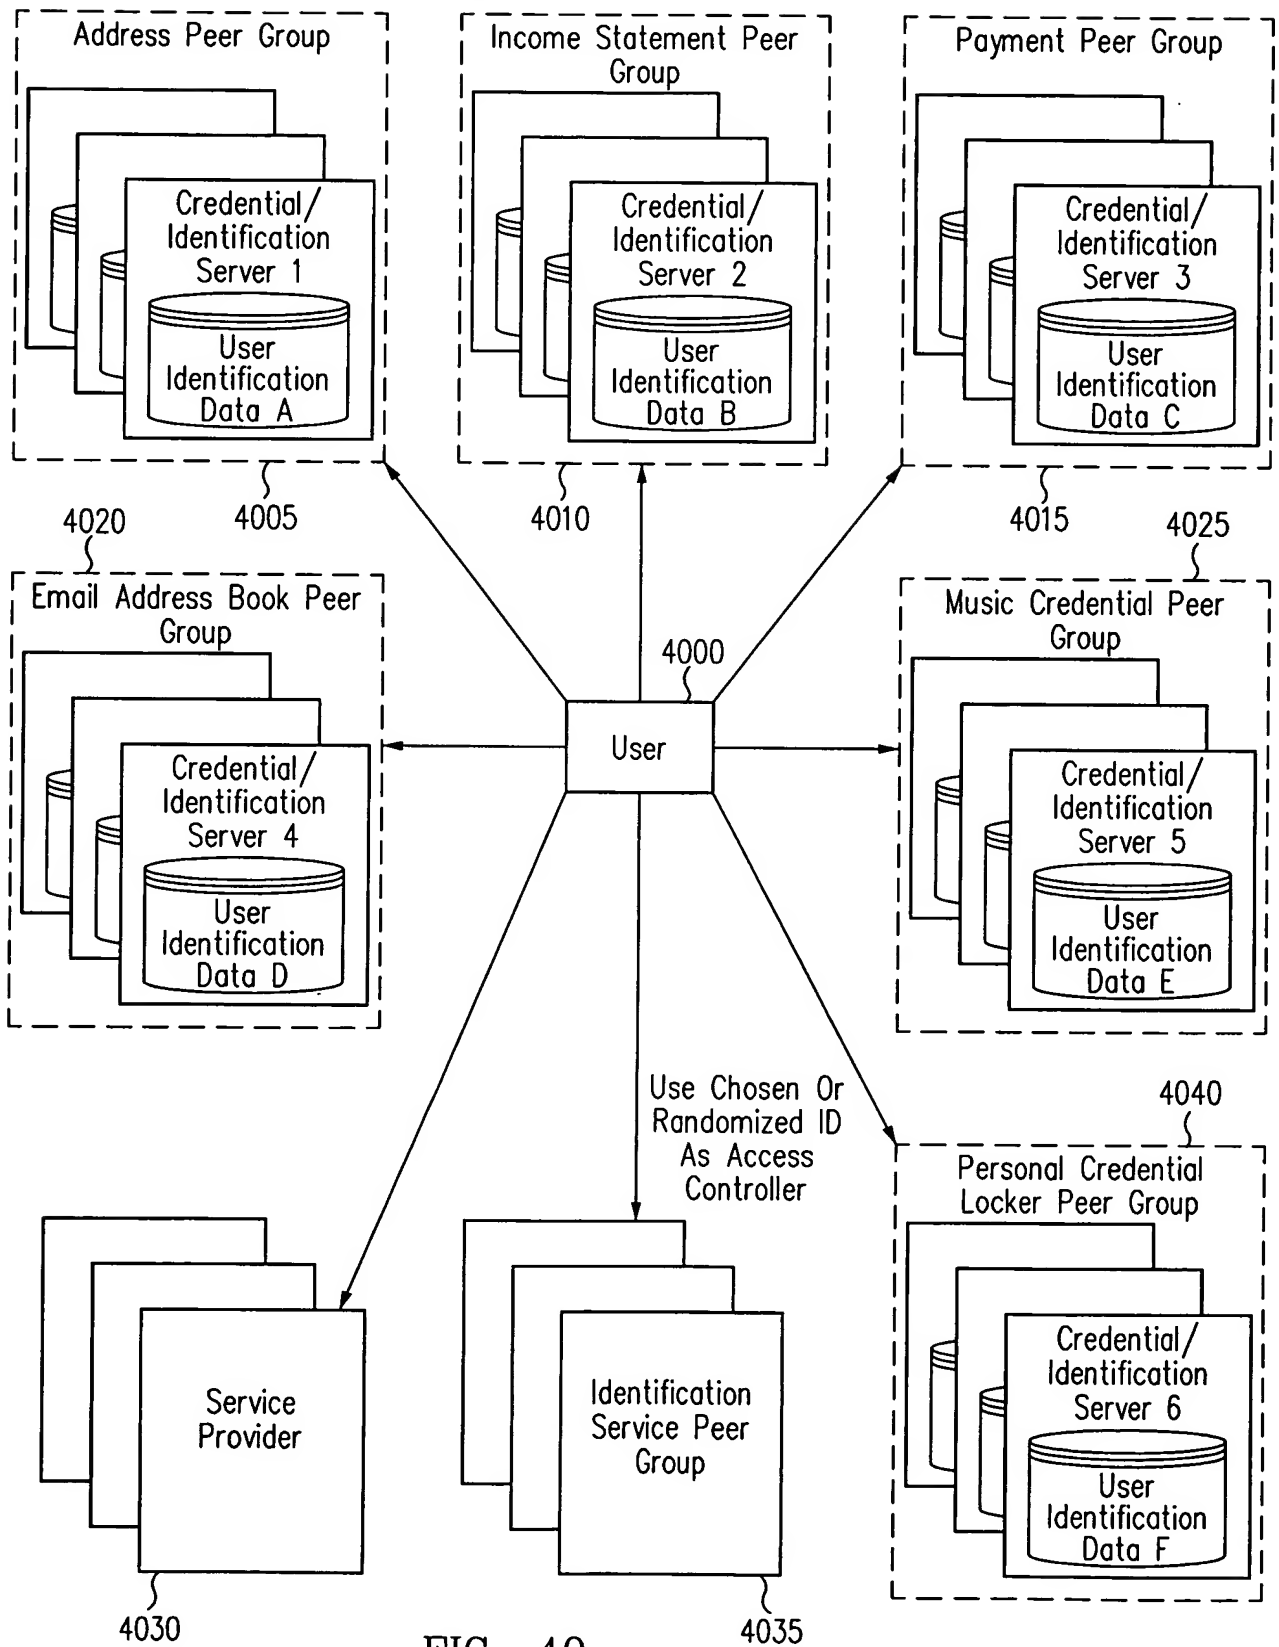 Address Peer Group
Credential/
Identification
Server 1
User
Identification
Data A
4005
Income Statement Peer
Group
Credential/
Identification
Server 2
User
Identification
Data B
4010
Payment Peer Group
Credential/
Identification
Server 3
User
Identification
Data C
4015
4020
Email Address Book Peer
Group
Credential/
Identification
Server 4
User
Identification
Data D
4000
User
4025
Music Credential Peer
Group
Credential/
Identification
Server 5
User
Identification
Data E
Use Chosen Or
Randomized ID
As Access
Controller
Service
Provider
4030
Identification
Service Peer
Group
4035
4040
Personal Credential
Locker Peer Group
Credential/
Identification
Server 6
User
Identification
Data F
FIG. 40